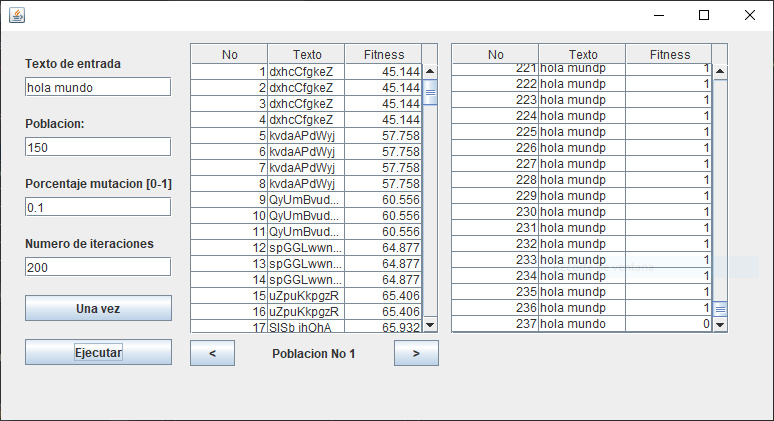 Texto de entrada
hola mundo
Poblacion:
150
Porcentaje mutacion [0-1]
0.1
Numero de iteraciones
200
Una vez
Ejecutar
No Texto Fitness
1 dxhcCfgkeZ 45.144
2 dxhcCfgkeZ 45.144
3 dxhcCfgkeZ 45.144
4 dxhcCfgkeZ 45.144
5 kvdaAPdWyj 57.758
6 kvdaAPdWyj 57.758
7 kvdaAPdWyj 57.758
8 kvdaAPdWyj 57.758
9 QyUmBvud... 60.556
10 QyUmBvud... 60.556
11 QyUmBvud... 60.556
12 spGGLwwn... 64.877
13 spGGLwwn... 64.877
14 spGGLwwn... 64.877
15 uZpuKkpgzR 65.406
16 uZpuKkpgzR 65.406
17 65.932
< Poblacion No 1 >
No Texto Fitness
221 hola mundp 1
222 hola mundp 1
223 hola mundp 1
224 hola mundp 1
225 hola mundp 1
226 hola mundp 1
227 hola mundp 1
228 hola mundp 1
229 hola mundp 1
230 hola mundp 1
231 hola mundp 1
232 hola mundp 1
233 hola mundp 1
234 hola mundp 1
235 hola mundp 1
236 hola mundp 1
237 hola mundo 0